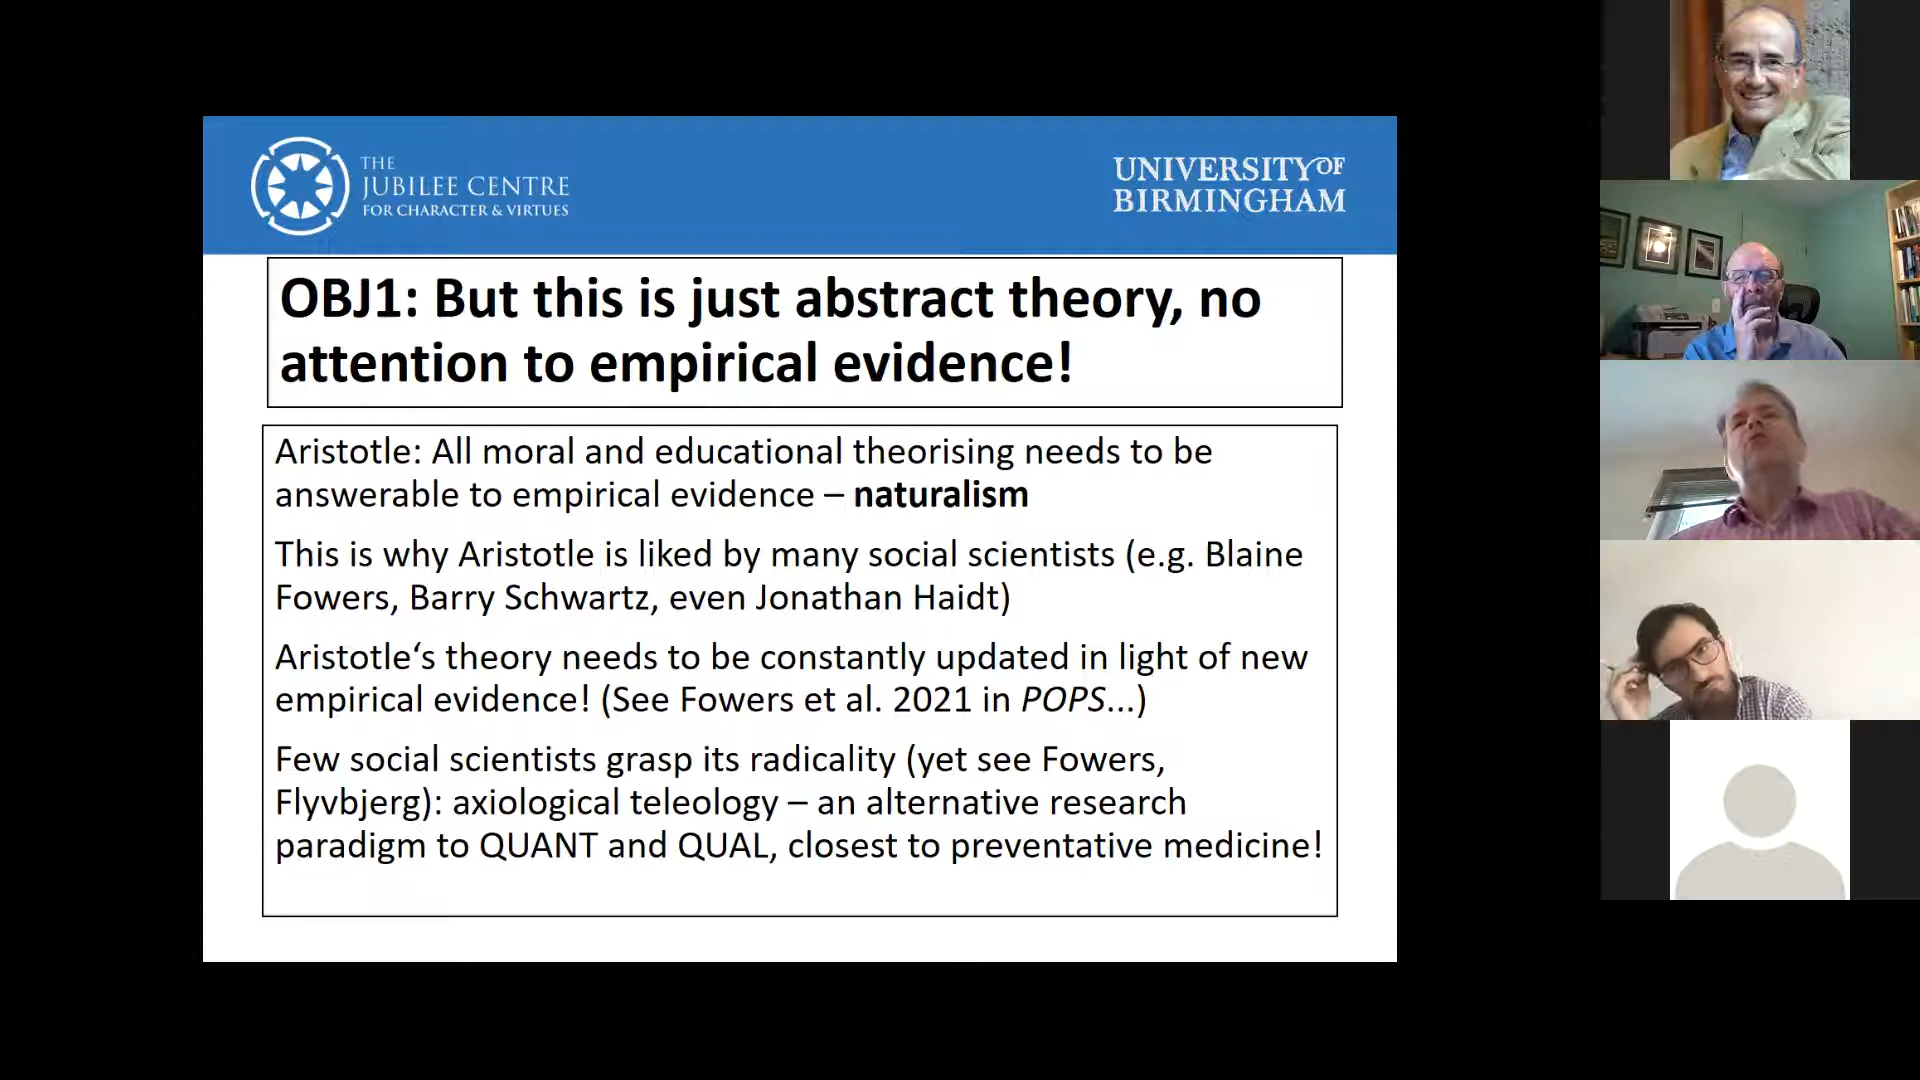 THE
JUBILEE CENTRE
FOR CHARACTER & VIRTUES
UNIVERSITY OF
BIRMINGHAM
OBJ1: But this is just abstract theory, no
attention to empirical evidence!
Aristotle: All moral and educational theorising needs to be
answerable to empirical evidence – naturalism
This is why Aristotle is liked by many social scientists (e.g. Blaine
Fowers, Barry Schwartz, even Jonathan Haidt)
Aristotle‘s theory needs to be constantly updated in light of new
empirical evidence! (See Fowers et al. 2021 in POPS...)
Few social scientists grasp its radicality (yet see Fowers,
Flyvbjerg): axiological teleology – an alternative research
paradigm to QUANT and QUAL, closest to preventative medicine!